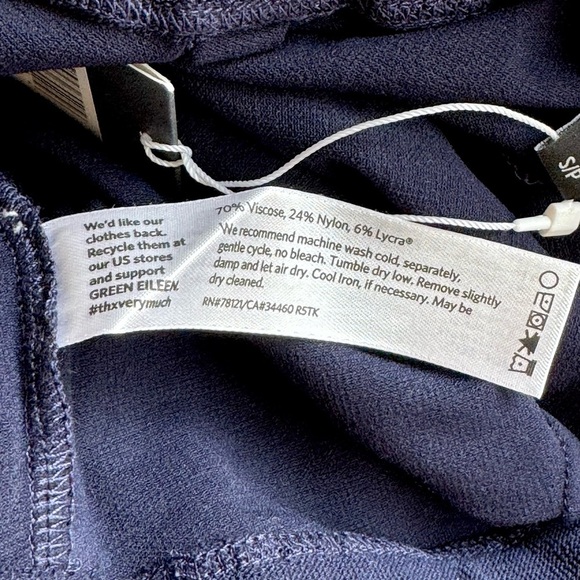 We'd like our
clothes back.
Recycle them at
our US stores
and support
GREEN EILEEN.
#thxverymuch
70% Viscose, 24% Nylon, 6% Lycra®
We recommend machine wash cold, separately,
gentle cycle, no bleach. Tumble dry low. Remove slightly
damp and let air dry. Cool Iron, if necessary. May be
dry cleaned.
RN#78121/CA#34460 R5TK
S/P